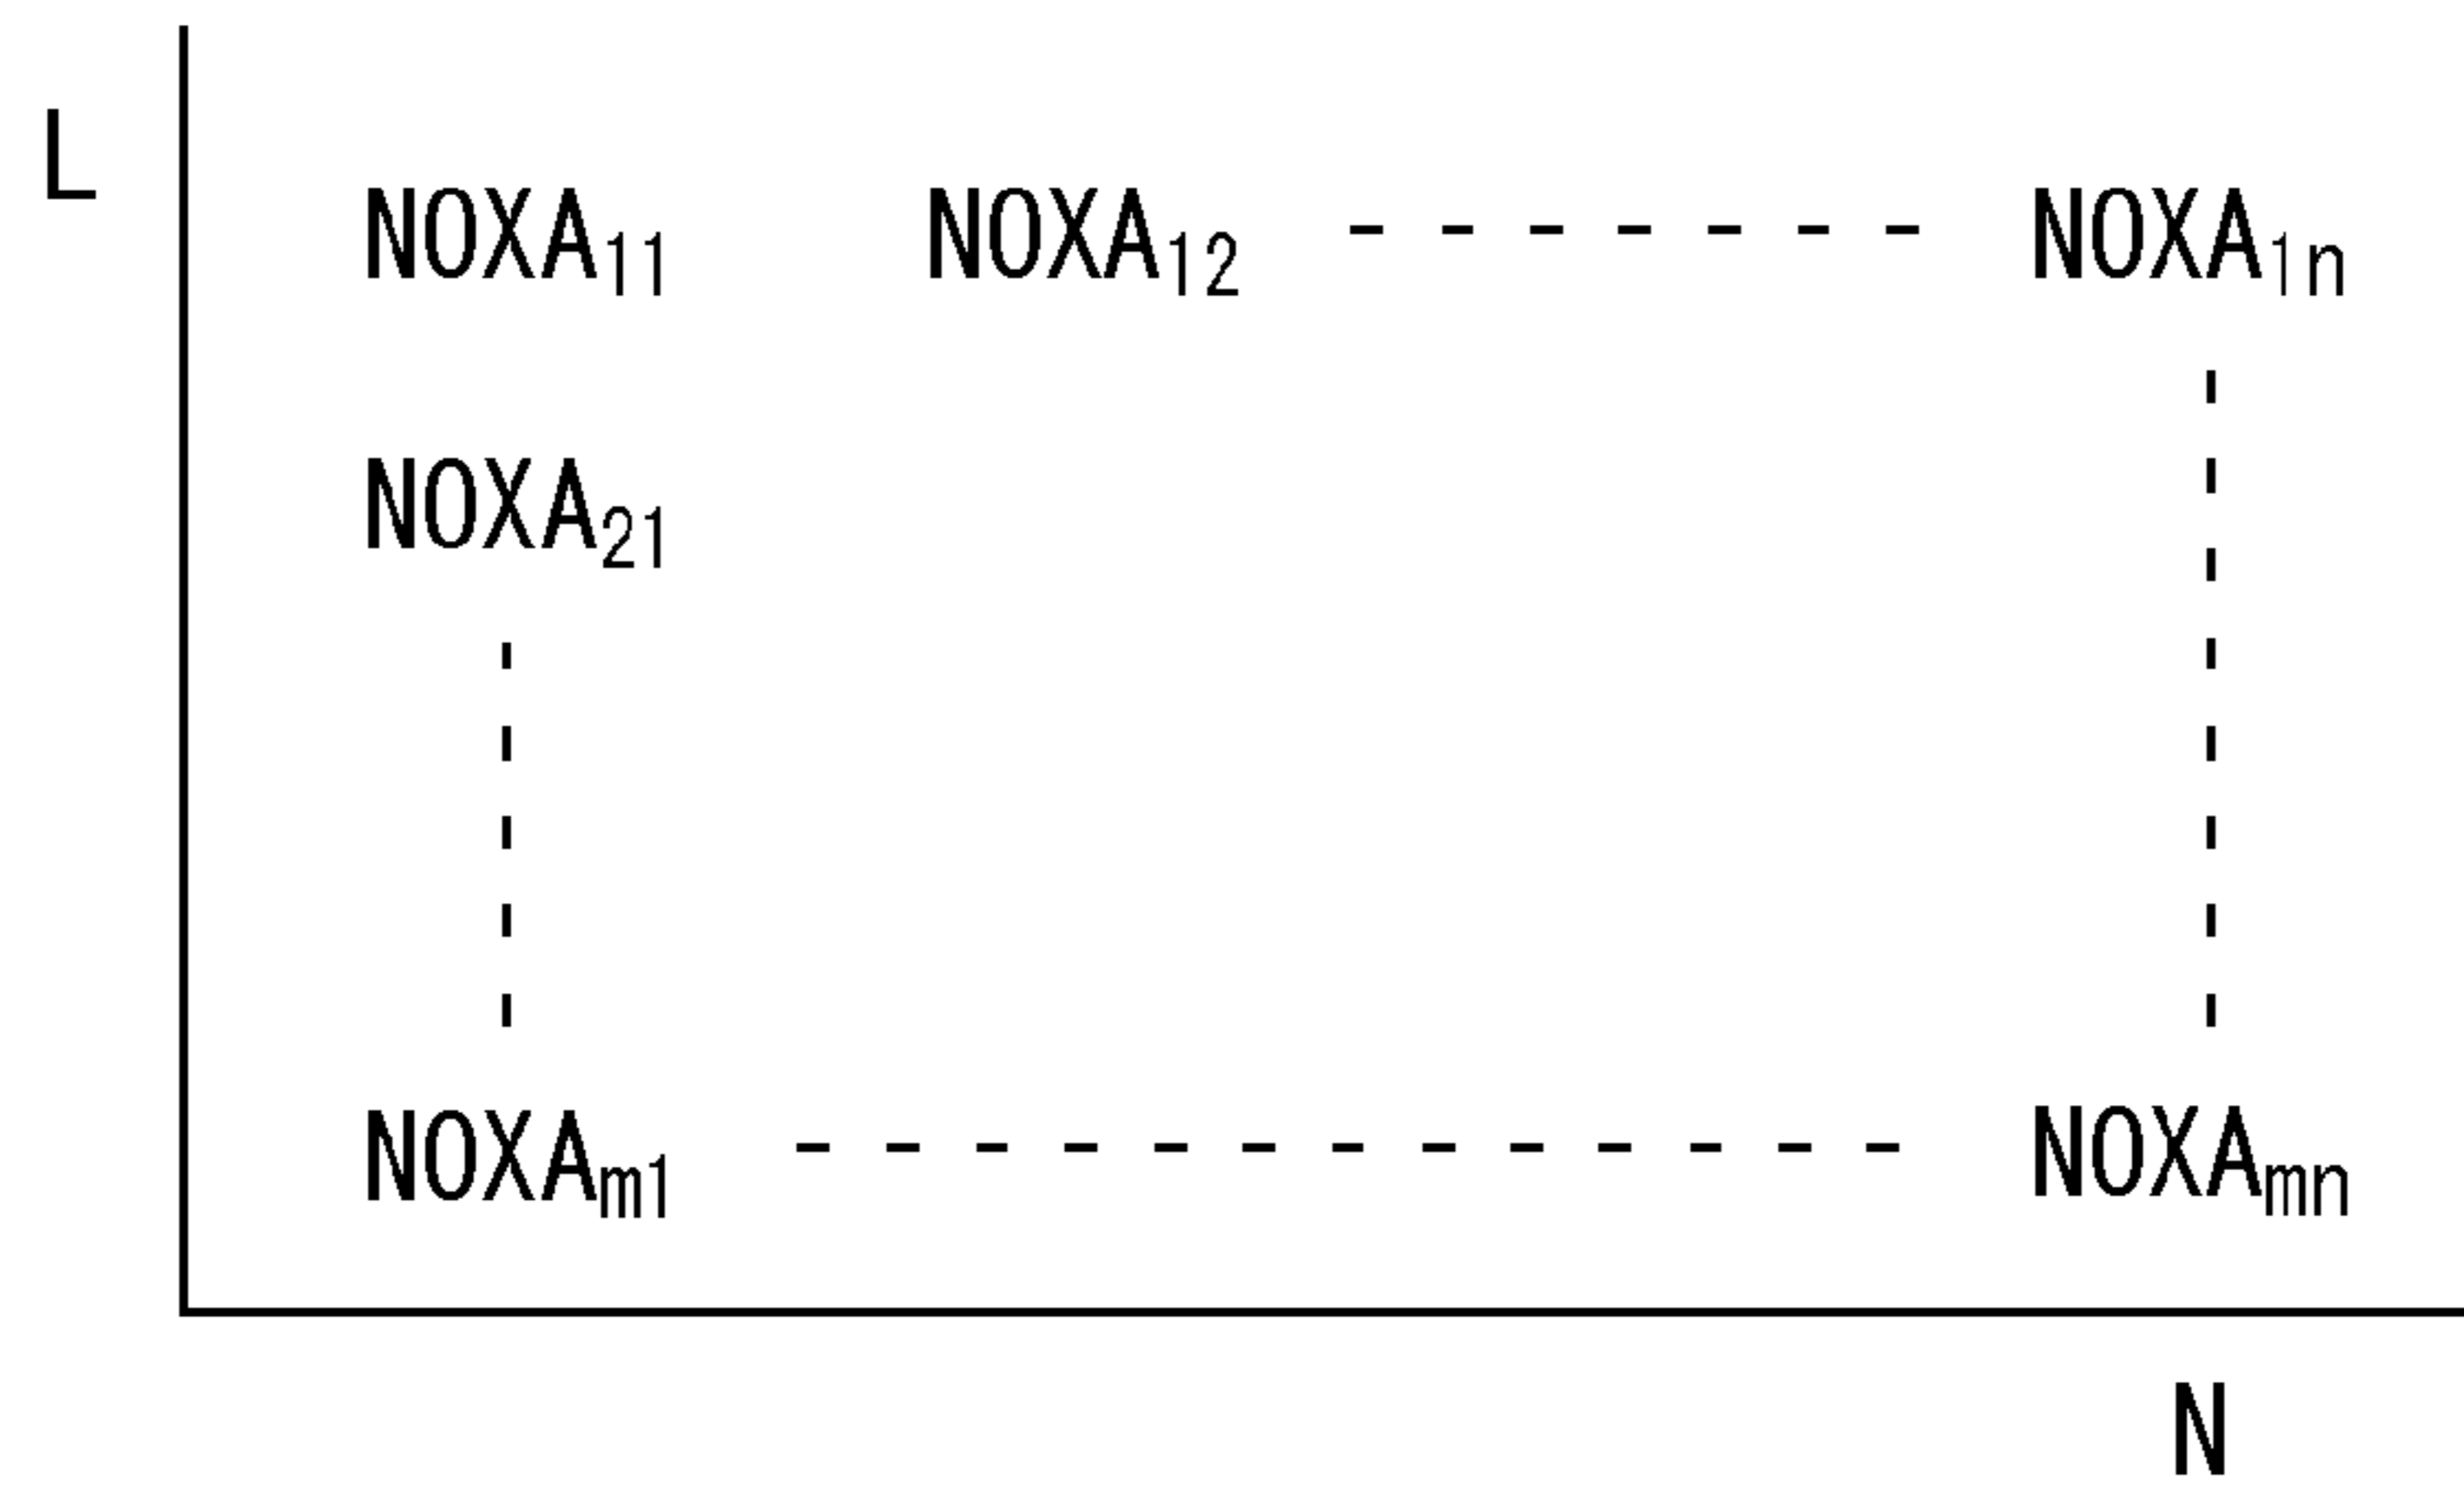 L
NOXA₁₁ NOXA₁₂ - - - - - - - NOXA₁ₙ
NOXA₂₁
NOXAₘ₁ - - - - - - - - - - - - - NOXAₘₙ
N